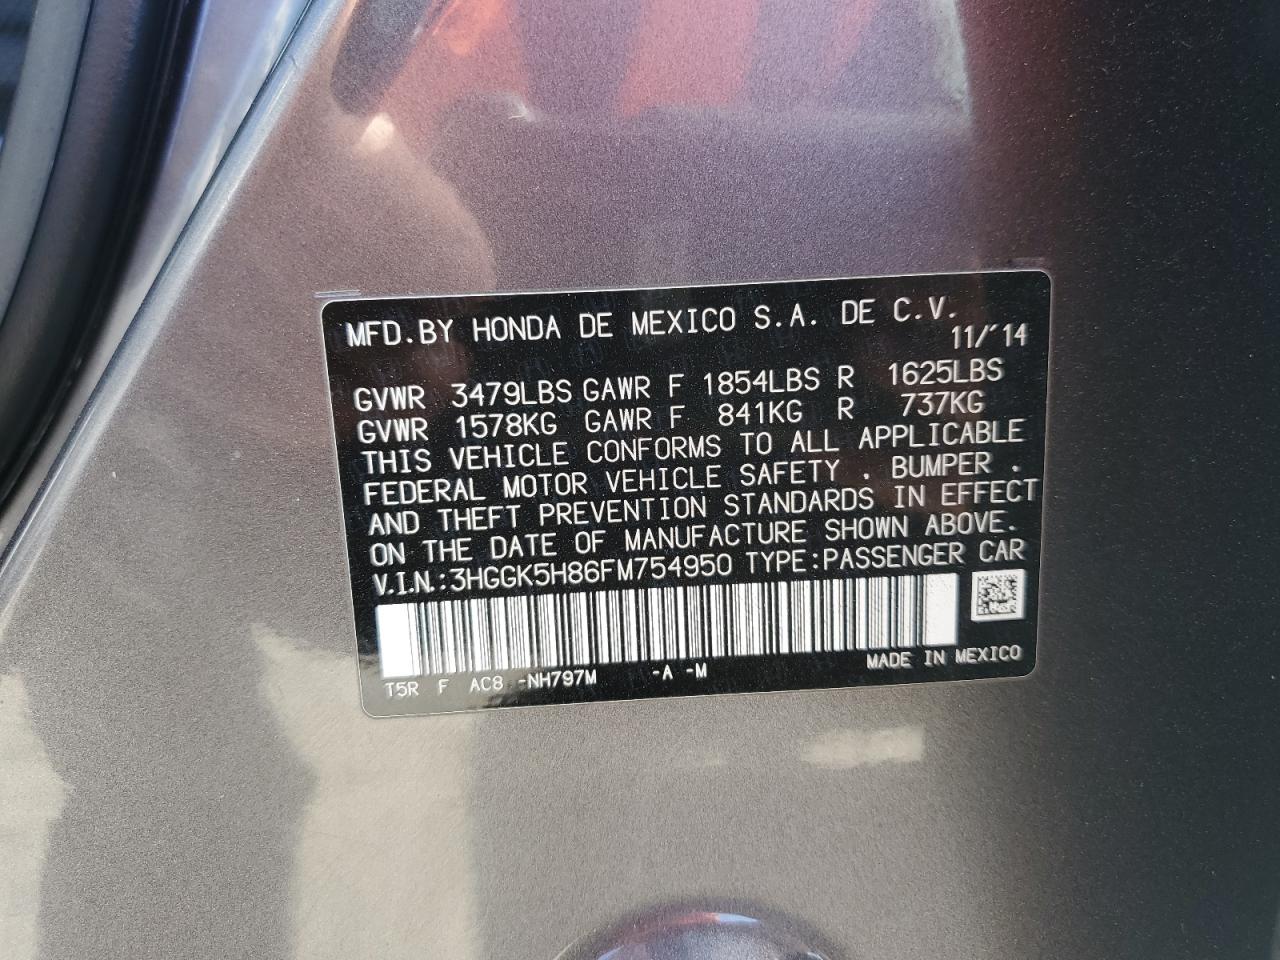 MFD.BY HONDA DE MEXICO S.A. DE C.V.
11/'14
GVWR 3479LBS GAWR F 1854LBS R 1625LBS
GVWR 1578KG GAWR F 841KG R 737KG
THIS VEHICLE CONFORMS TO ALL APPLICABLE
FEDERAL MOTOR VEHICLE SAFETY . BUMPER .
AND THEFT PREVENTION STANDARDS IN EFFECT
ON THE DATE OF MANUFACTURE SHOWN ABOVE.
V.I.N.:3HGGK5H86FM754950 TYPE:PASSENGER CAR
MADE IN MEXICO
T5R F AC8 -NH797M -A -M